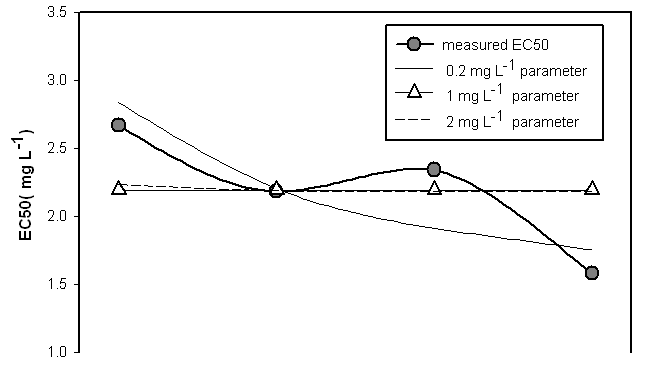 3.5
measured EC50
0.2 mg L-1 parameter
3.0
1 mg L-1 parameter
2 mg L-1 parameter
2.5
EC50( mg L-1)
2.0
1.5
1.0